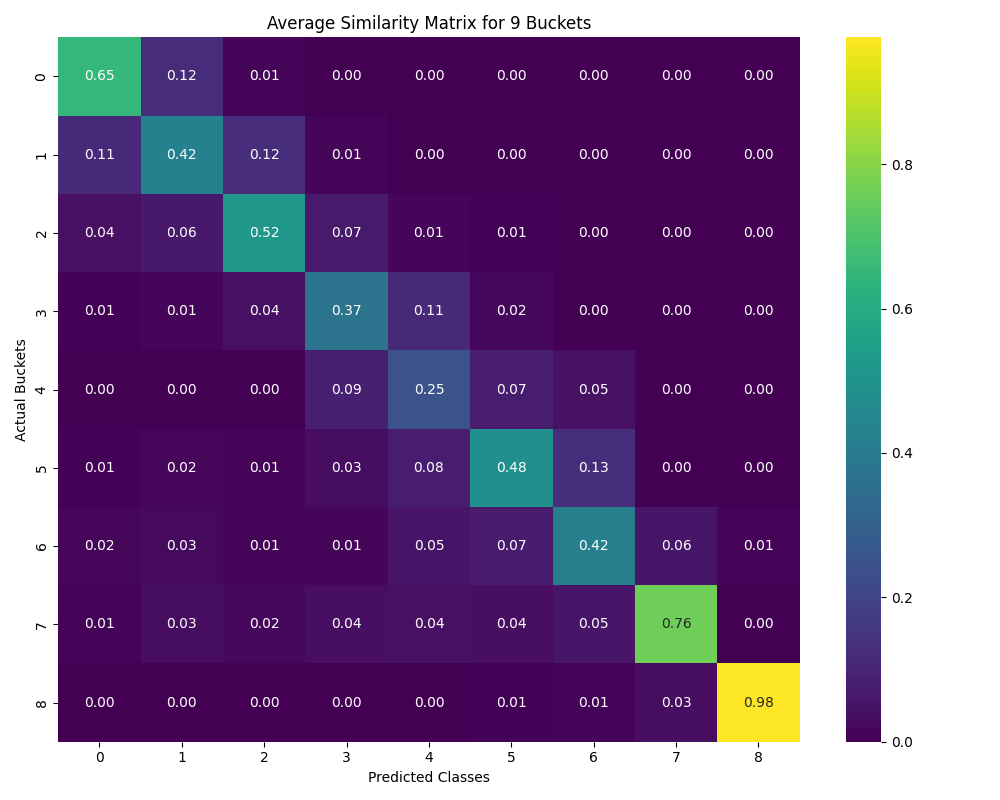 Average Similarity Matrix for 9 Buckets
0 0.65 0.12 0.01 0.00 0.00 0.00 0.00 0.00 0.00
1 0.11 0.42 0.12 0.01 0.00 0.00 0.00 0.00 0.00
2 0.04 0.06 0.52 0.07 0.01 0.01 0.00 0.00 0.00
3 0.01 0.01 0.04 0.37 0.11 0.02 0.00 0.00 0.00
4 0.00 0.00 0.00 0.09 0.25 0.07 0.05 0.00 0.00
5 0.01 0.02 0.01 0.03 0.08 0.48 0.13 0.00 0.00
6 0.02 0.03 0.01 0.01 0.05 0.07 0.42 0.06 0.01
7 0.01 0.03 0.02 0.04 0.04 0.04 0.05 0.76 0.00
8 0.00 0.00 0.00 0.00 0.00 0.01 0.01 0.03 0.98
0 1 2 3 4 5 6 7 8
Predicted Classes
Actual Buckets
0.8
0.6
0.4
0.2
0.0